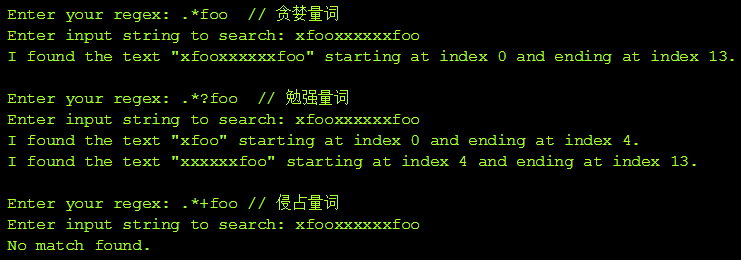 Enter your regex: .*foo  // 贪婪量词
Enter input string to search: xfooxxxxxxfoo
I found the text "xfooxxxxxxfoo" starting at index 0 and ending at index 13.
Enter your regex: .*?foo  // 勉强量词
Enter input string to search: xfooxxxxxxfoo
I found the text "xfoo" starting at index 0 and ending at index 4.
I found the text "xxxxxxfoo" starting at index 4 and ending at index 13.
Enter your regex: .*+foo // 侵占量词
Enter input string to search: xfooxxxxxxfoo
No match found.